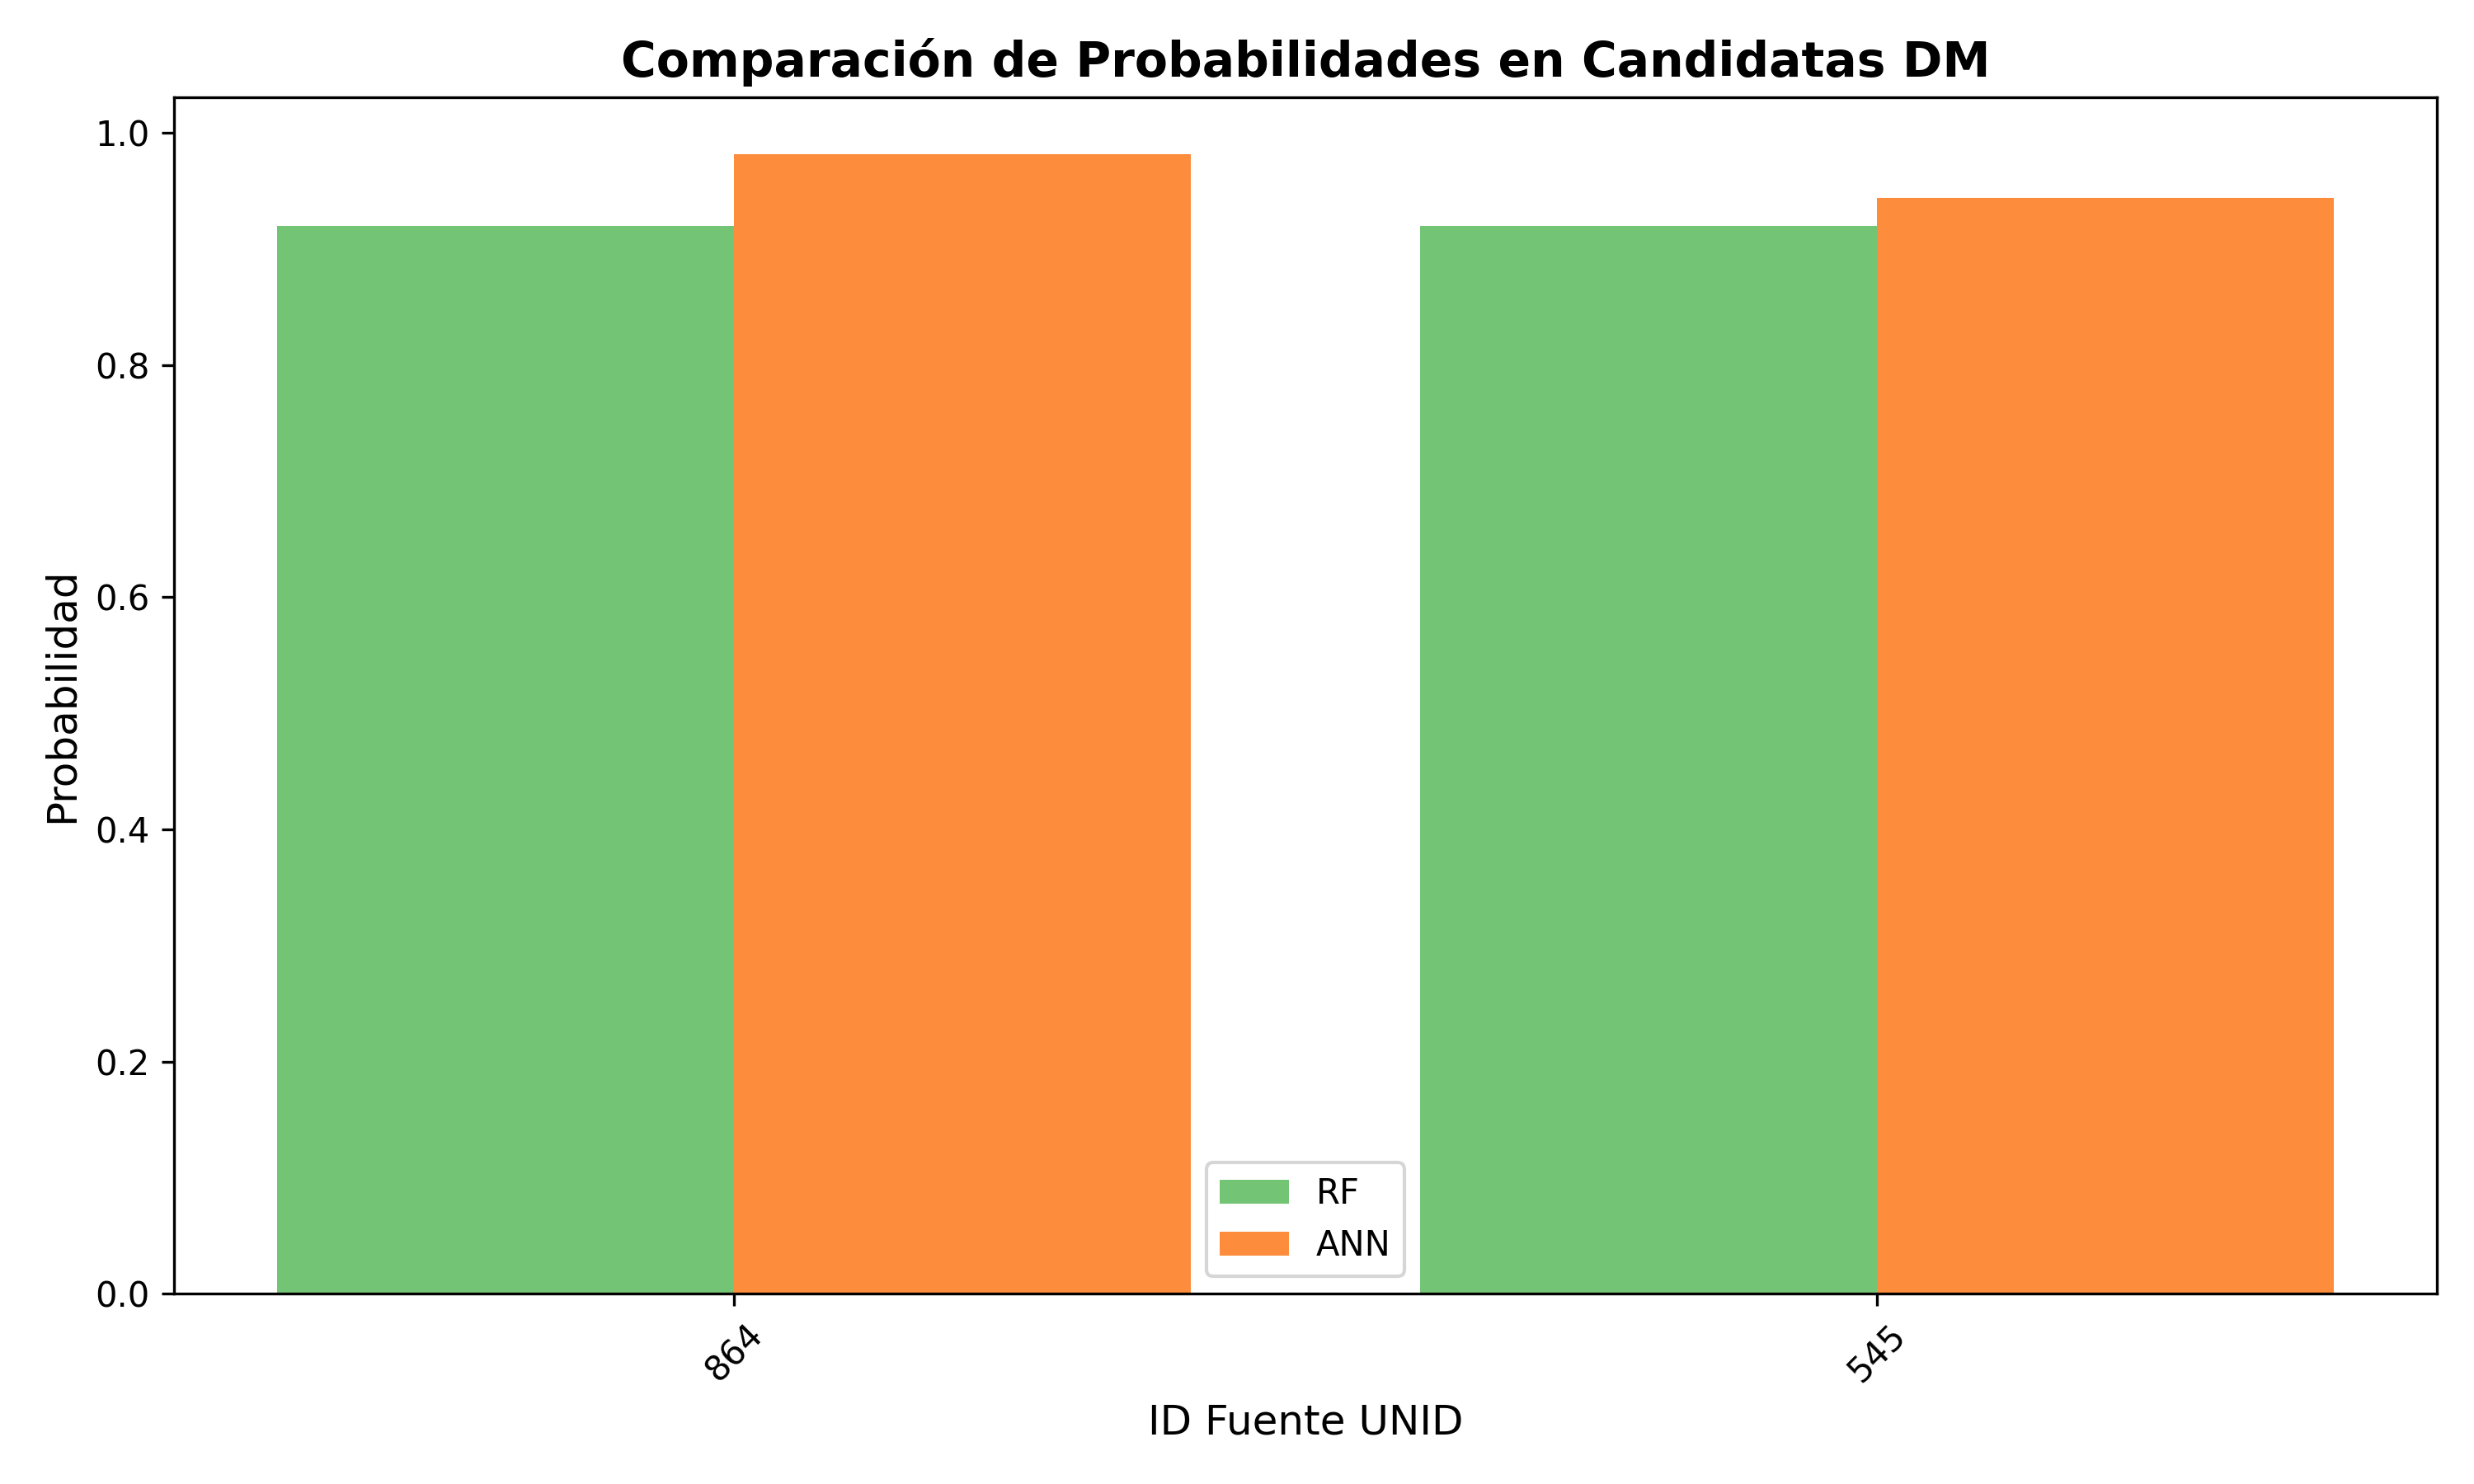 Comparación de Probabilidades en Candidatas DM
Probabilidad
1.0
0.8
0.6
0.4
0.2
0.0
RF
ANN
864
545
ID Fuente UNID